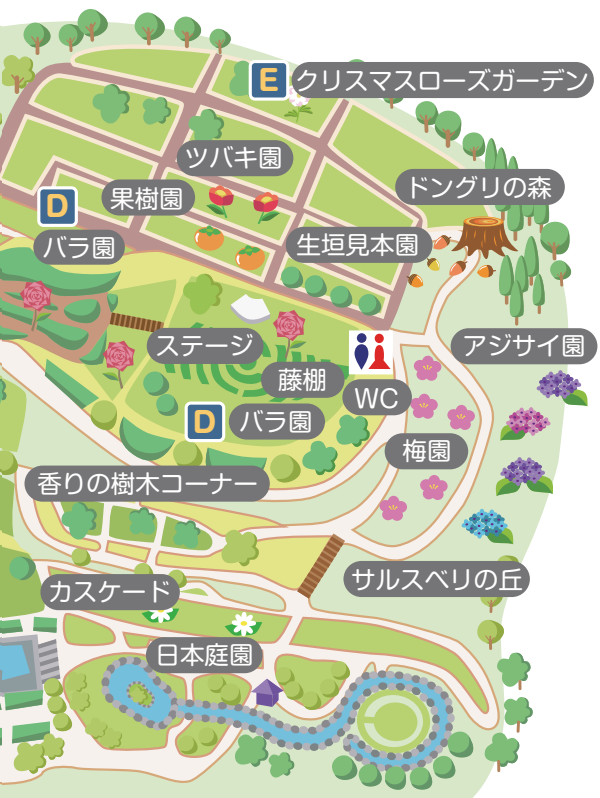 E クリスマスローズガーデン
ツバキ園
ドングリの森
果樹園
D
バラ園
生垣見本園
ステージ
アジサイ園
藤棚
WC
D バラ園
梅園
香りの樹木コーナー
サルスベリの丘
カスケード
日本庭園